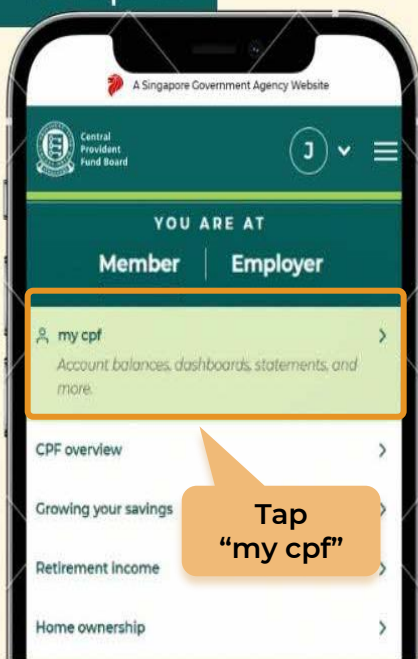 A Singapore Government Agency Website
Central
Provident
Fund Board
J
YOU ARE AT
Member
Employer
my cpf
Account balances, dashboards, statements, and
more.
CPF overview
Growing your savings
Retirement income
Home ownership
Tap
“my cpf”